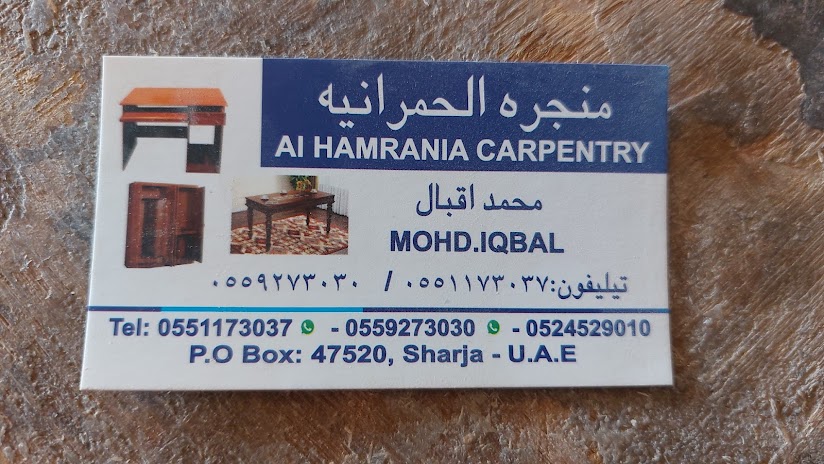 منجره الحمرانيه
Al HAMRANIA CARPENTRY
محمد اقبال
MOHD.IQBAL
تيليفون:٠٥٥١١٧٣٠٣٧ / ٠٥٥٩٢٧٣٠٣٠
Tel: 0551173037 - 0559273030 - 0524529010
P.O Box: 47520, Sharja - U.A.E